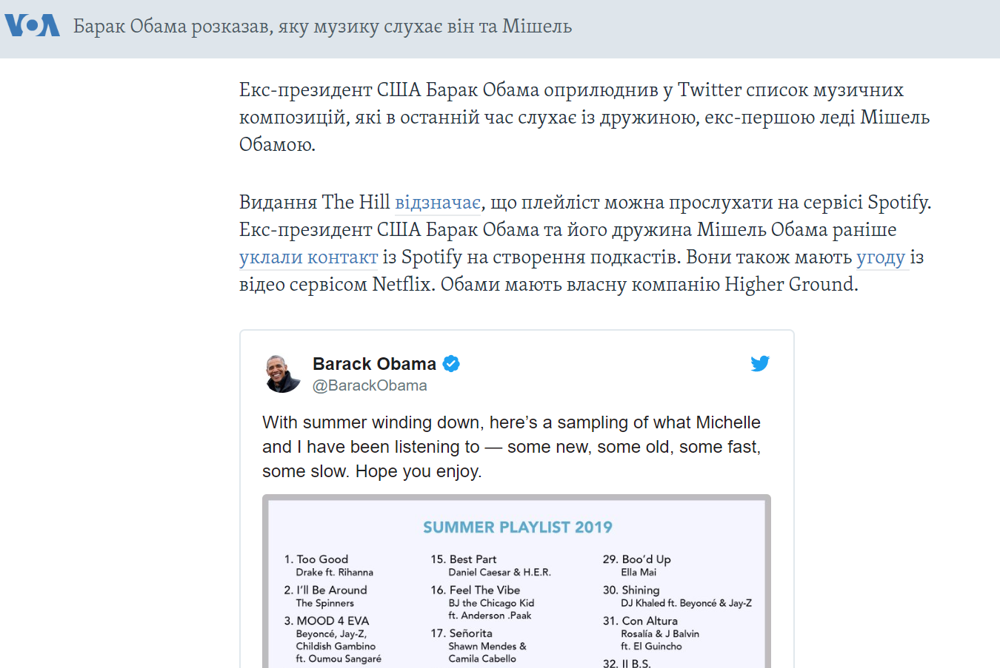 VOA Барак Обама розказав, яку музику слухає він та Мішель
Екс-президент США Барак Обама оприлюднив у Twitter список музичних
композицій, які в останній час слухає із дружиною, екс-першою леді Мішель
Обамою.
Видання The Hill відзначає, що плейліст можна прослухати на сервісі Spotify.
Екс-президент США Барак Обама та його дружина Мішель Обама раніше
уклали контакт із Spotify на створення подкастів. Вони також мають угоду із
відео сервісом Netflix. Обами мають власну компанію Higher Ground.
Barack Obama
@BarackObama
With summer winding down, here’s a sampling of what Michelle
and I have been listening to — some new, some old, some fast,
some slow. Hope you enjoy.
SUMMER PLAYLIST 2019
1. Too Good
Drake ft. Rihanna
2. I’ll Be Around
The Spinners
3. MOOD 4 EVA
Beyoncé, Jay-Z,
Childish Gambino
ft. Oumou Sangaré
15. Best Part
Daniel Caesar & H.E.R.
16. Feel The Vibe
BJ the Chicago Kid
ft. Anderson .Paak
17. Señorita
Shawn Mendes &
Camila Cabello
29. Boo’d Up
Ella Mai
30. Shining
DJ Khaled ft. Beyoncé & Jay-Z
31. Con Altura
Rosalía & J Balvin
ft. El Guincho
32. II B.S.